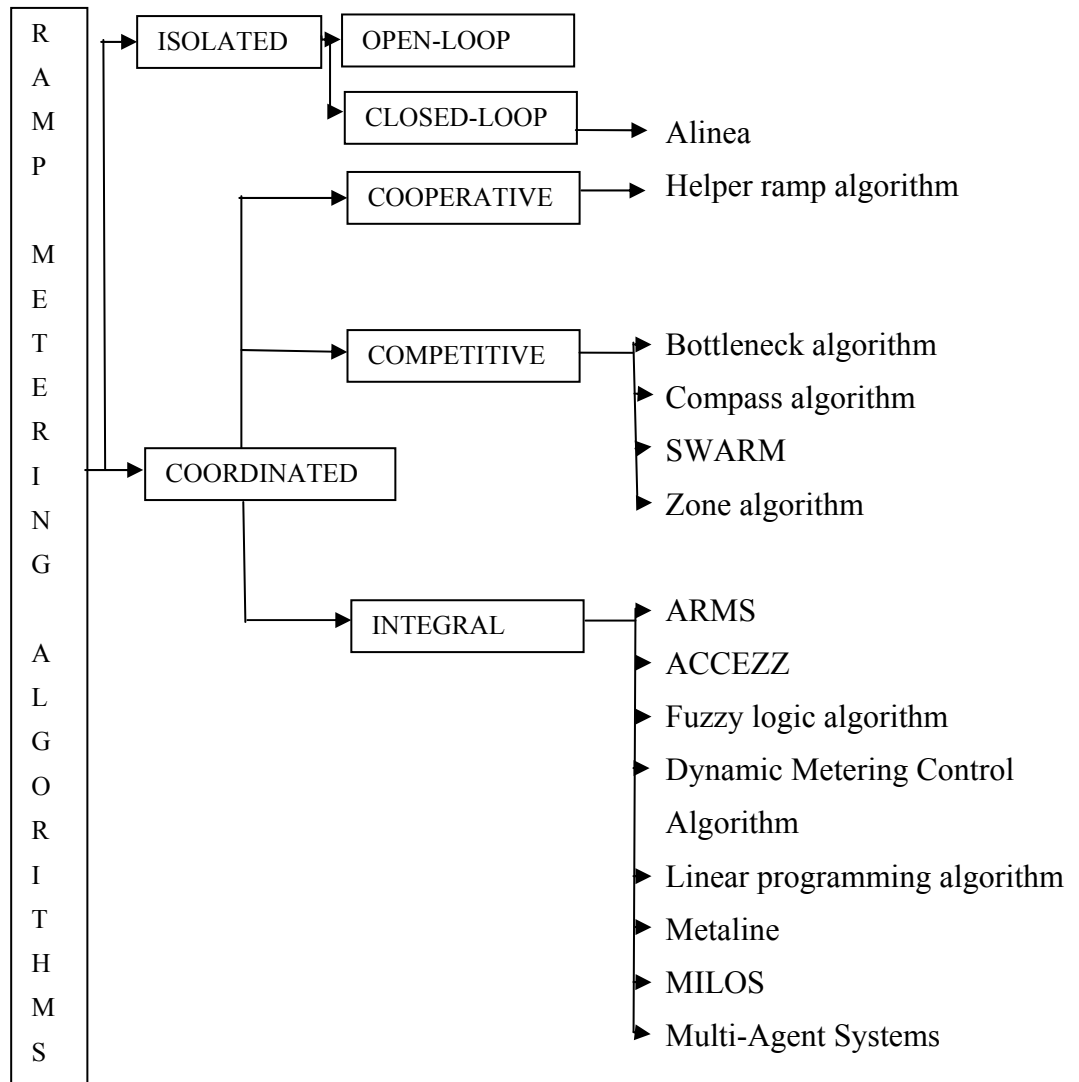 RAMP METERING ALGORITHMS
ISOLATED
OPEN-LOOP
CLOSED-LOOP
Alinea
COOPERATIVE
Helper ramp algorithm
COMPETITIVE
Bottleneck algorithm
Compass algorithm
SWARM
Zone algorithm
COORDINATED
INTEGRAL
ARMS
ACCEZZ
Fuzzy logic algorithm
Dynamic Metering Control
Algorithm
Linear programming algorithm
Metaline
MILOS
Multi-Agent Systems